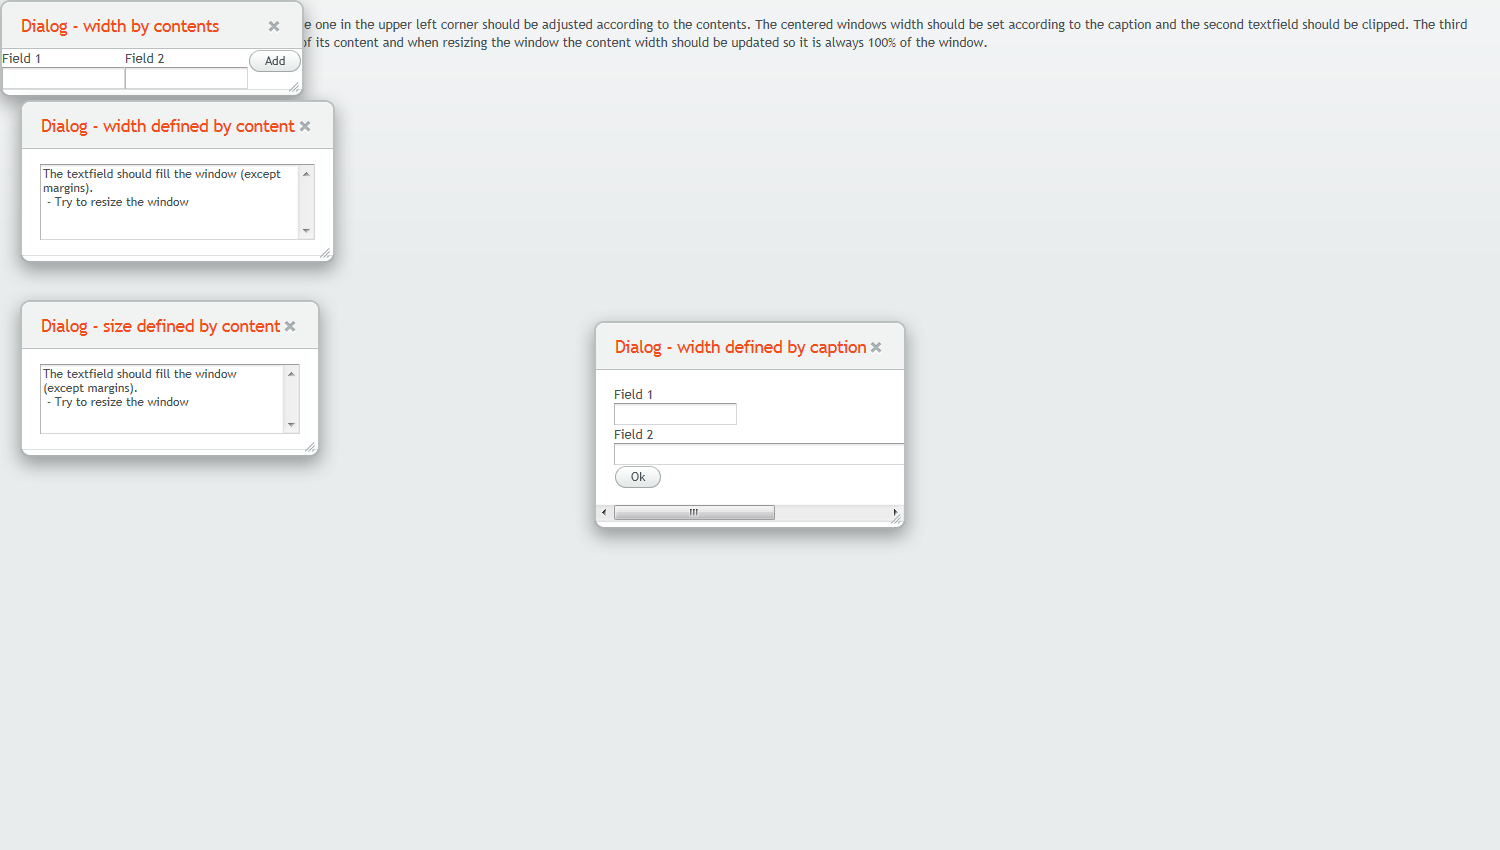 Dialog - width by contents
e one in the upper left corner should be adjusted according to the contents. The centered windows width should be set according to the caption and the second textfield should be clipped. The third
of its content and when resizing the window the content width should be updated so it is always 100% of the window.
Field 1 Field 2 Add
Dialog - width defined by content
The textfield should fill the window (except
margins).
- Try to resize the window
Dialog - size defined by content
The textfield should fill the window
(except margins).
- Try to resize the window
Dialog - width defined by caption
Field 1
Field 2
Ok